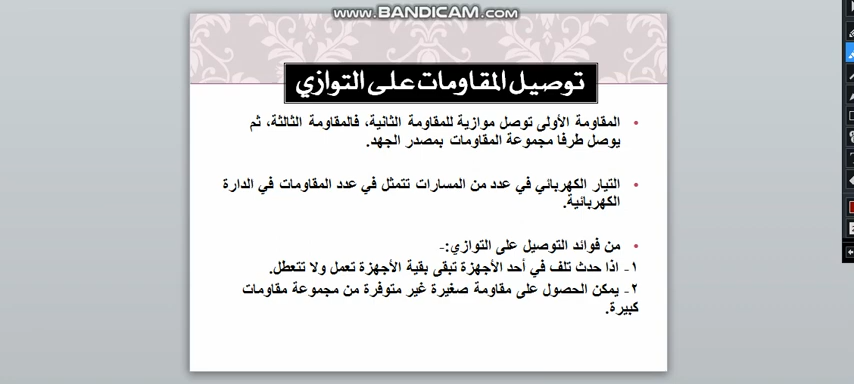 www.BANDICAM.com
توصيل المقاومات على التوازي
• المقاومة الأولى توصل موازية للمقاومة الثانية، فالمقاومة الثالثة، ثم
يوصل طرفا مجموعة المقاومات بمصدر الجهد.
• التيار الكهربائي في عدد من المسارات تتمثل في عدد المقاومات في الدارة
الكهربائية.
• من فوائد التوصيل على التوازي:-
١- اذا حدث تلف في أحد الأجهزة تبقى بقية الأجهزة تعمل ولا تتعطل.
٢- يمكن الحصول على مقاومة صغيرة غير متوفرة من مجموعة مقاومات
كبيرة.